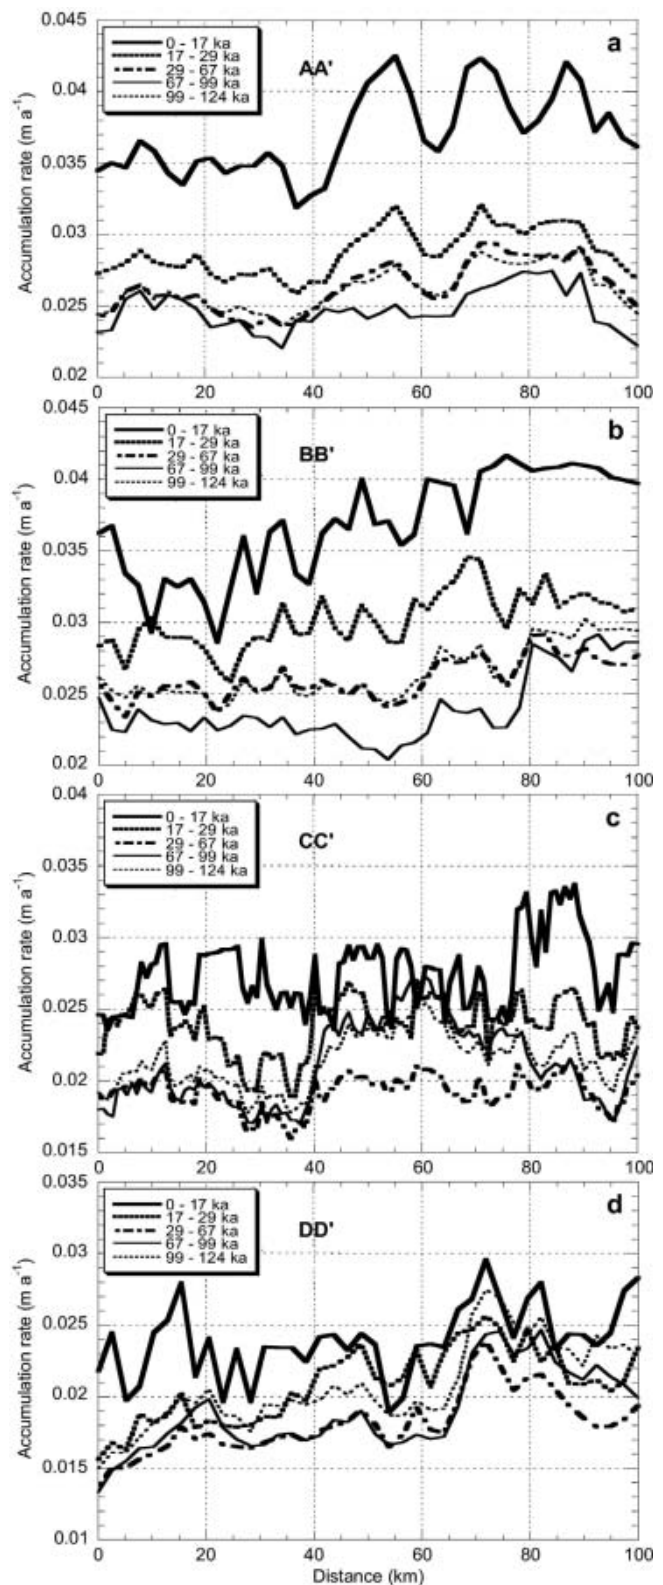 a
AA'
0 - 17 ka
17 - 29 ka
29 - 67 ka
67 - 99 ka
99 - 124 ka
Accumulation rate (m a⁻¹)
0.045
0.04
0.035
0.03
0.025
0.02
0 20 40 60 80 100
b
BB'
0 - 17 ka
17 - 29 ka
29 - 67 ka
67 - 99 ka
99 - 124 ka
Accumulation rate (m a⁻¹)
0.045
0.04
0.035
0.03
0.025
0.02
0 20 40 60 80 100
c
CC'
0 - 17 ka
17 - 29 ka
29 - 67 ka
67 - 99 ka
99 - 124 ka
Accumulation rate (m a⁻¹)
0.04
0.035
0.03
0.025
0.02
0.015
0 20 40 60 80 100
d
DD'
0 - 17 ka
17 - 29 ka
29 - 67 ka
67 - 99 ka
99 - 124 ka
Accumulation rate (m a⁻¹)
0.035
0.03
0.025
0.02
0.015
0.01
0 20 40 60 80 100
Distance (km)